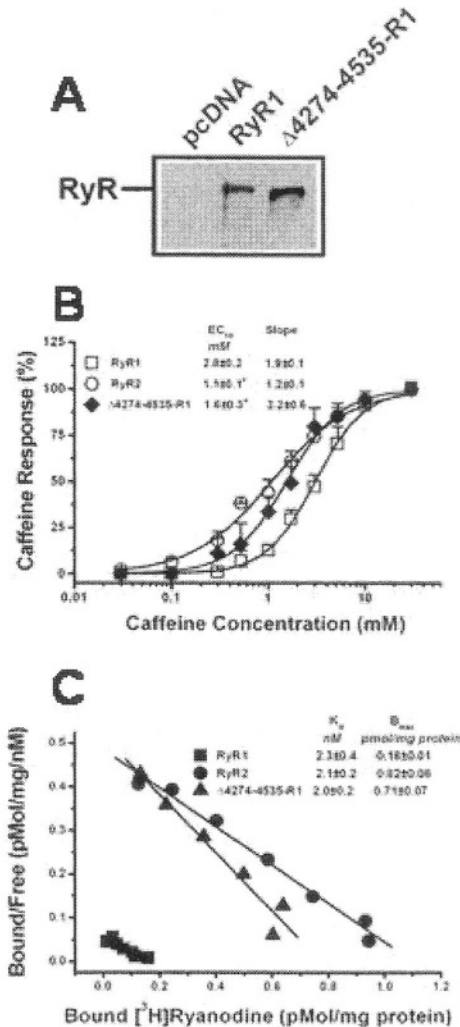 A
pcDNA
RyR1
Δ4274-4535-R1
RyR
B
EC50 Slope
mM
RyR1 2.8±0.2 1.9±0.1
RyR2 1.1±0.1* 1.2±0.1
Δ4274-4535-R1 1.6±0.3* 2.2±0.6
125
100
75
50
25
0
Caffeine Response (%)
0.01 0.1 1 10
Caffeine Concentration (mM)
C
Kd Bmax
nM pmol/mg protein
RyR1 2.3±0.4 0.16±0.01
RyR2 2.1±0.2 0.82±0.06
Δ4274-4535-R1 2.0±0.2 0.71±0.07
0.5
0.4
0.3
0.2
0.1
0.0
Bound/Free (pMol/mg/nM)
0.0 0.2 0.4 0.6 0.8 1.0 1.2
Bound [³H]Ryanodine (pMol/mg protein)